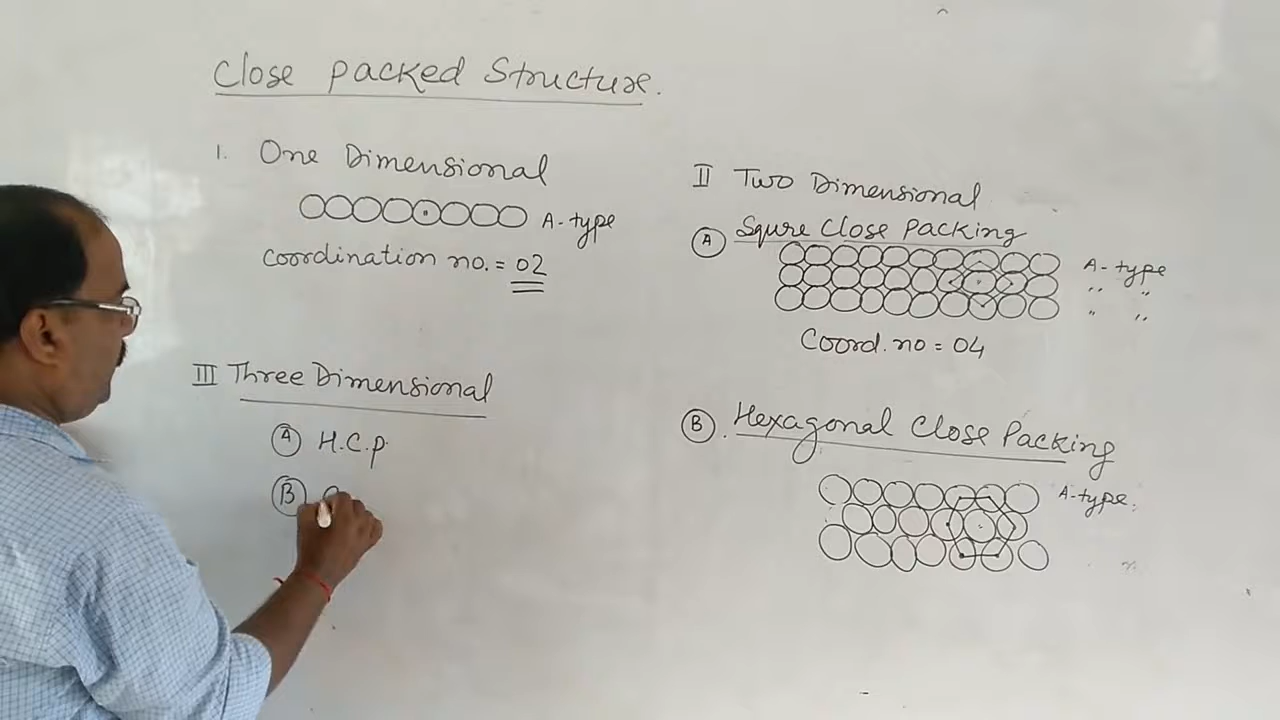 Close Packed Structure.
1. One Dimensional
A-type
Coordination no. = 02
II Two Dimensional
A Squre Close Packing
A-type
" "
" "
Coord. no = 04
III Three Dimensional
A H.C.p.
B
B. Hexagonal Close Packing
A-type.